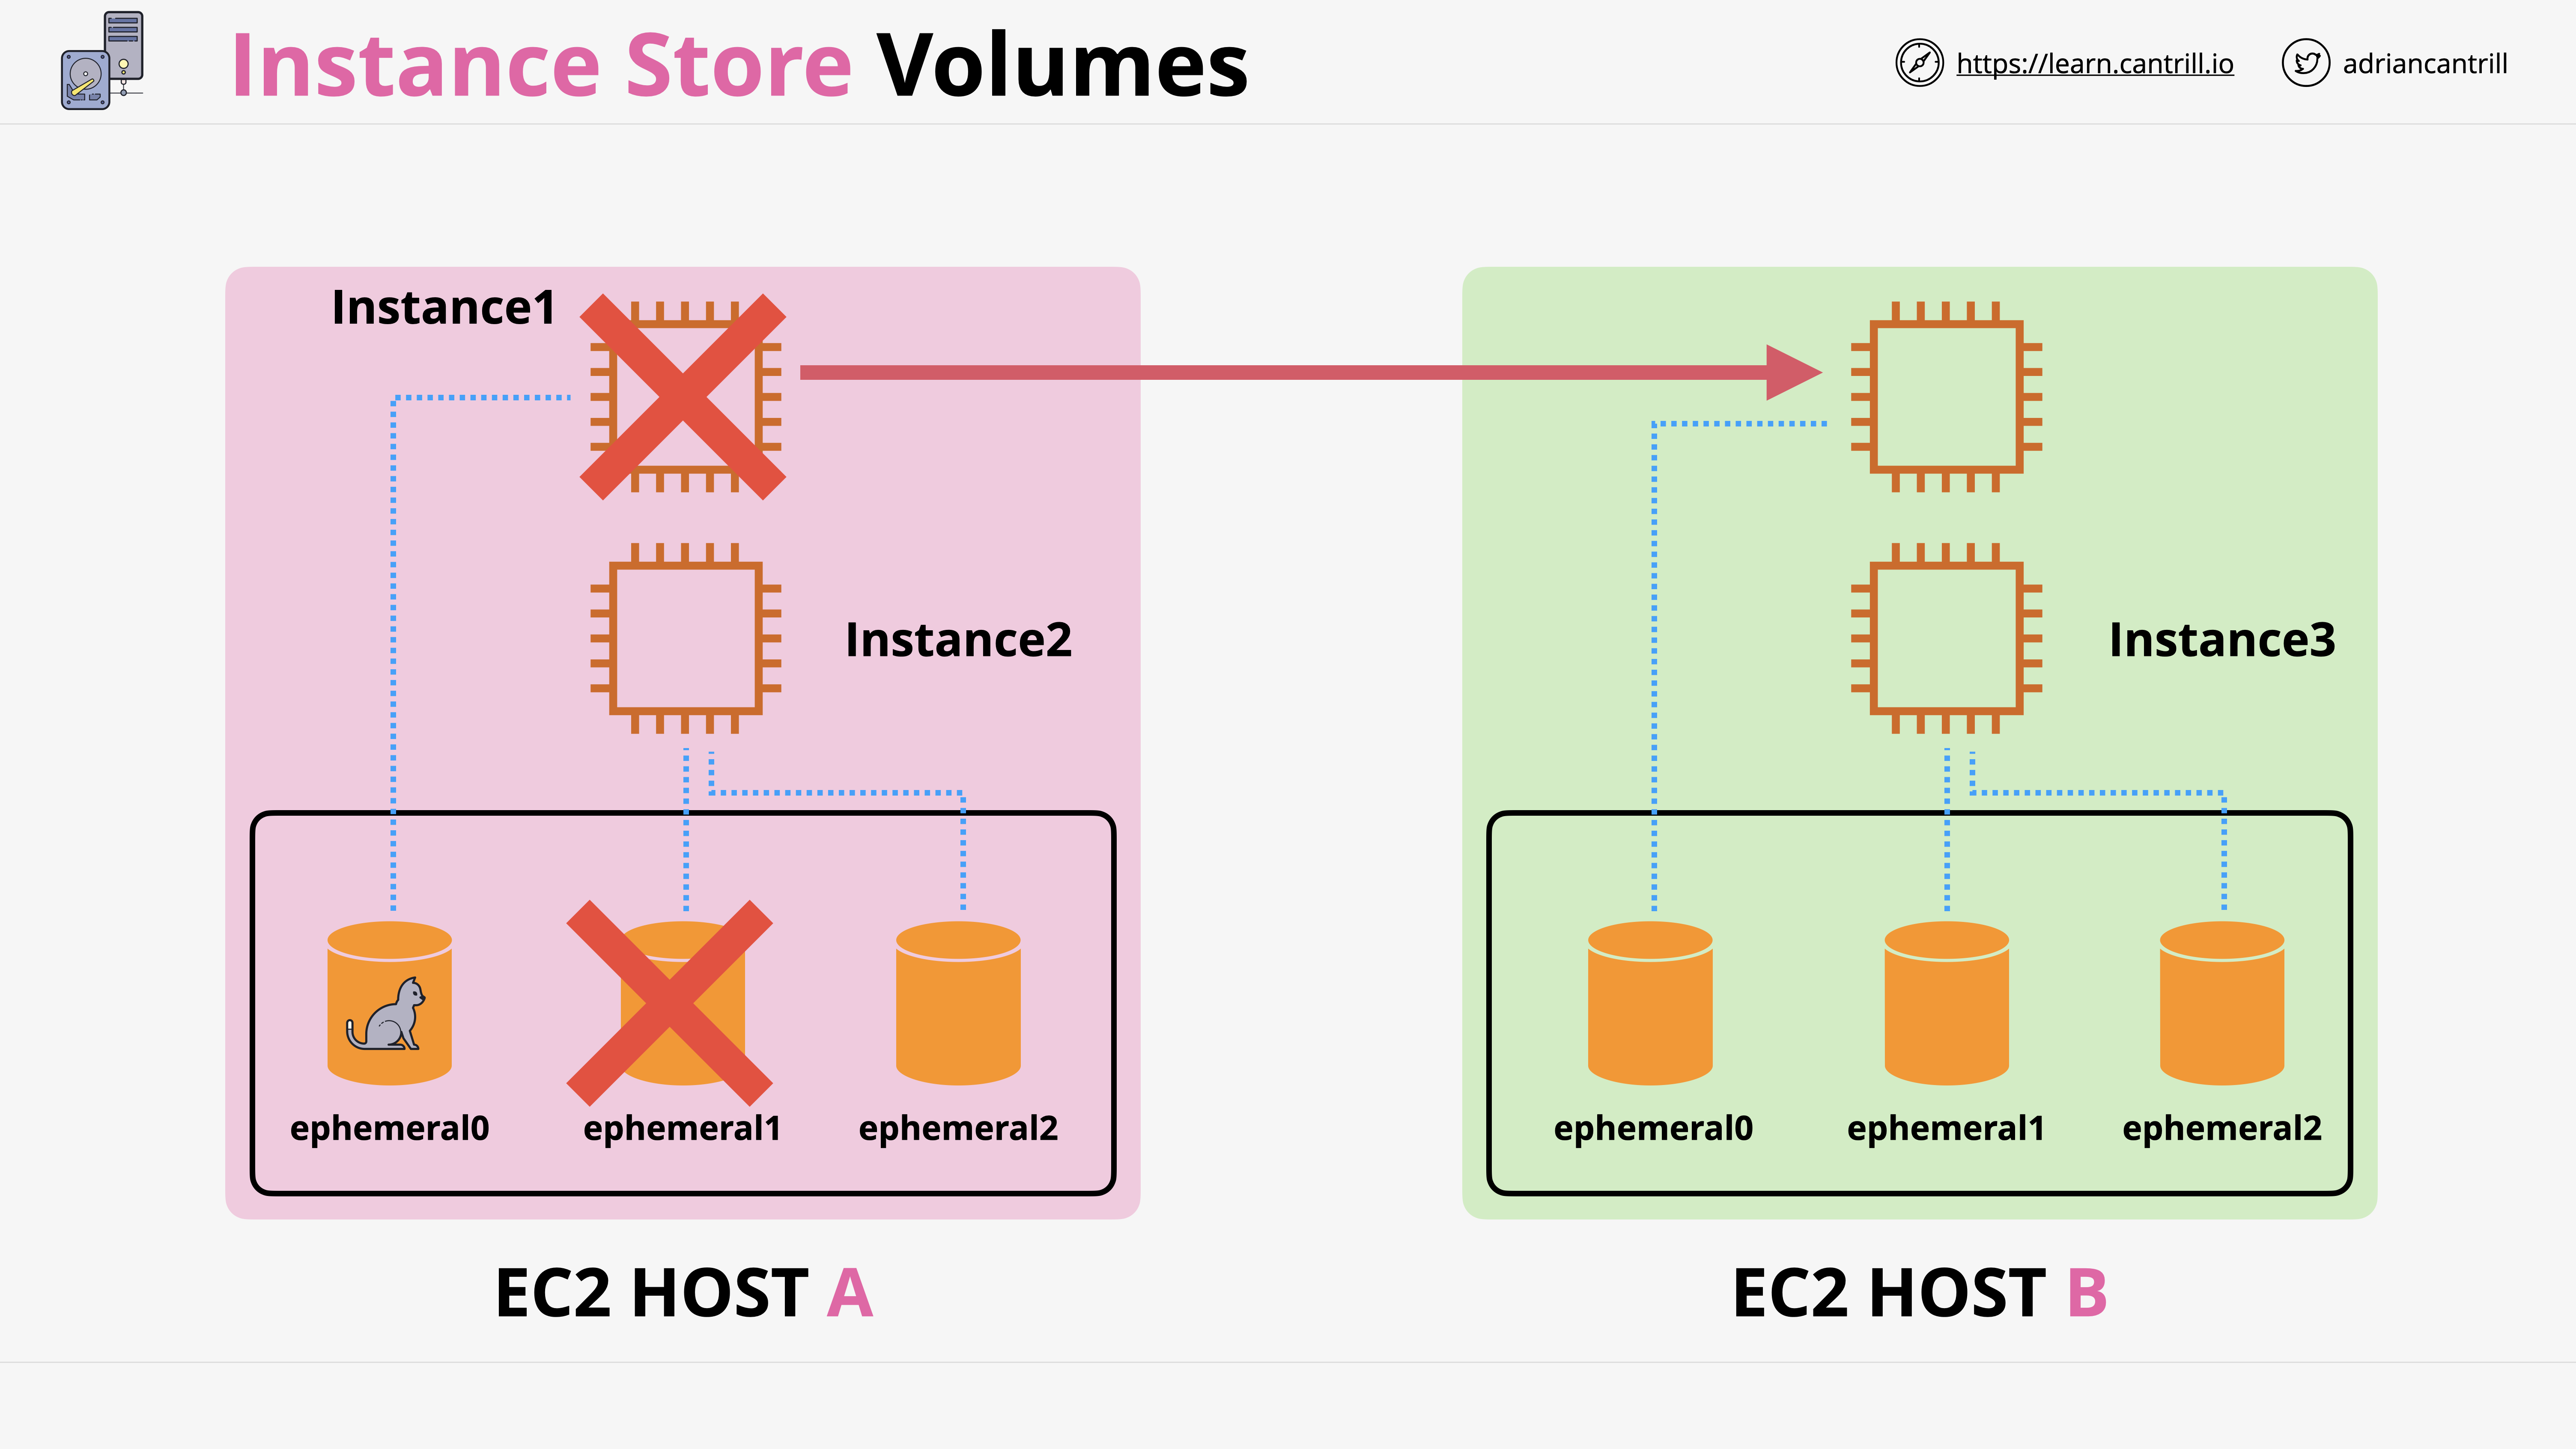 Instance Store Volumes
https://learn.cantrill.io
adriancantrill
Instance1
Instance2
Instance3
ephemeral0
ephemeral1
ephemeral2
ephemeral0
ephemeral1
ephemeral2
EC2 HOST A
EC2 HOST B